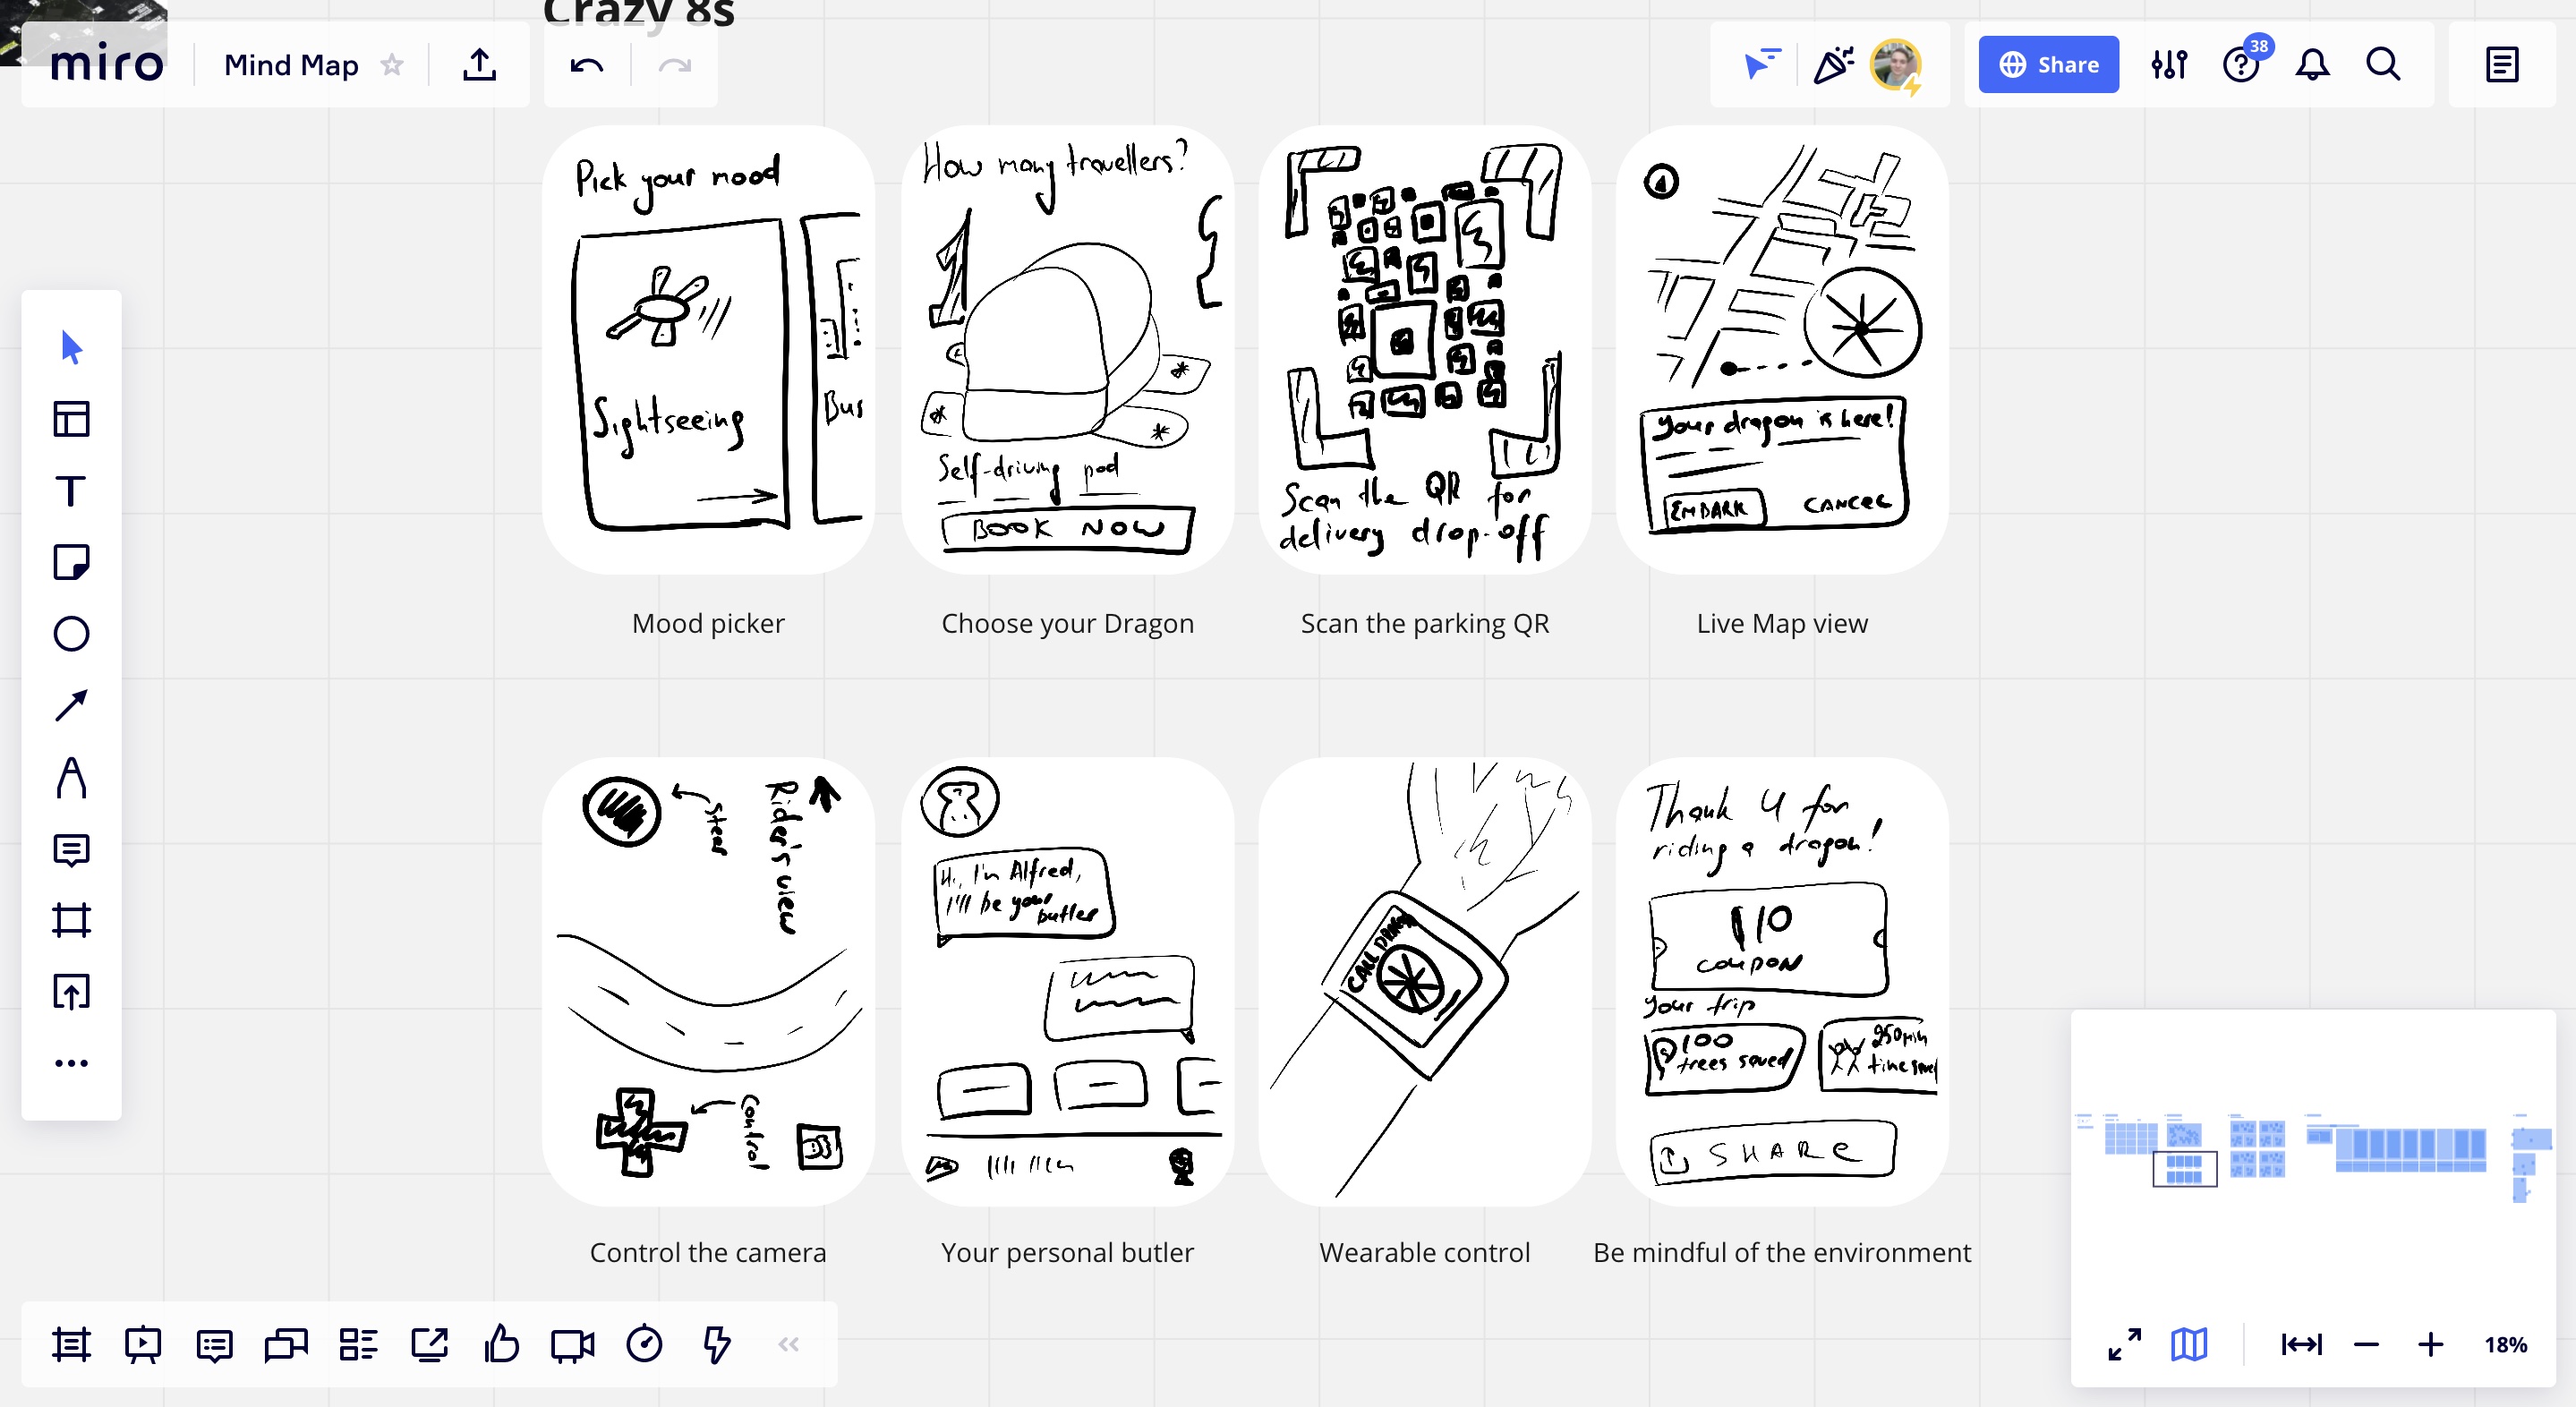 Crazy 8s
miro
Mind Map
Share
38
Pick your mood
Sightseeing
Bus
How many travellers?
1
Self-driving pod
BOOK NOW
Scan the QR for
delivery drop-off
Your dragon is here!
EMBARK CANCEL
Mood picker
Choose your Dragon
Scan the parking QR
Live Map view
Steer
Rider's view
Control
Hi, I'm Alfred,
I'll be your
butler
CALL DRAGON
Thank U for
riding a dragon!
$10
COUPON
Your trip
100
trees saved
250 min
time saved
SHARE
Control the camera
Your personal butler
Wearable control
Be mindful of the environment
18%